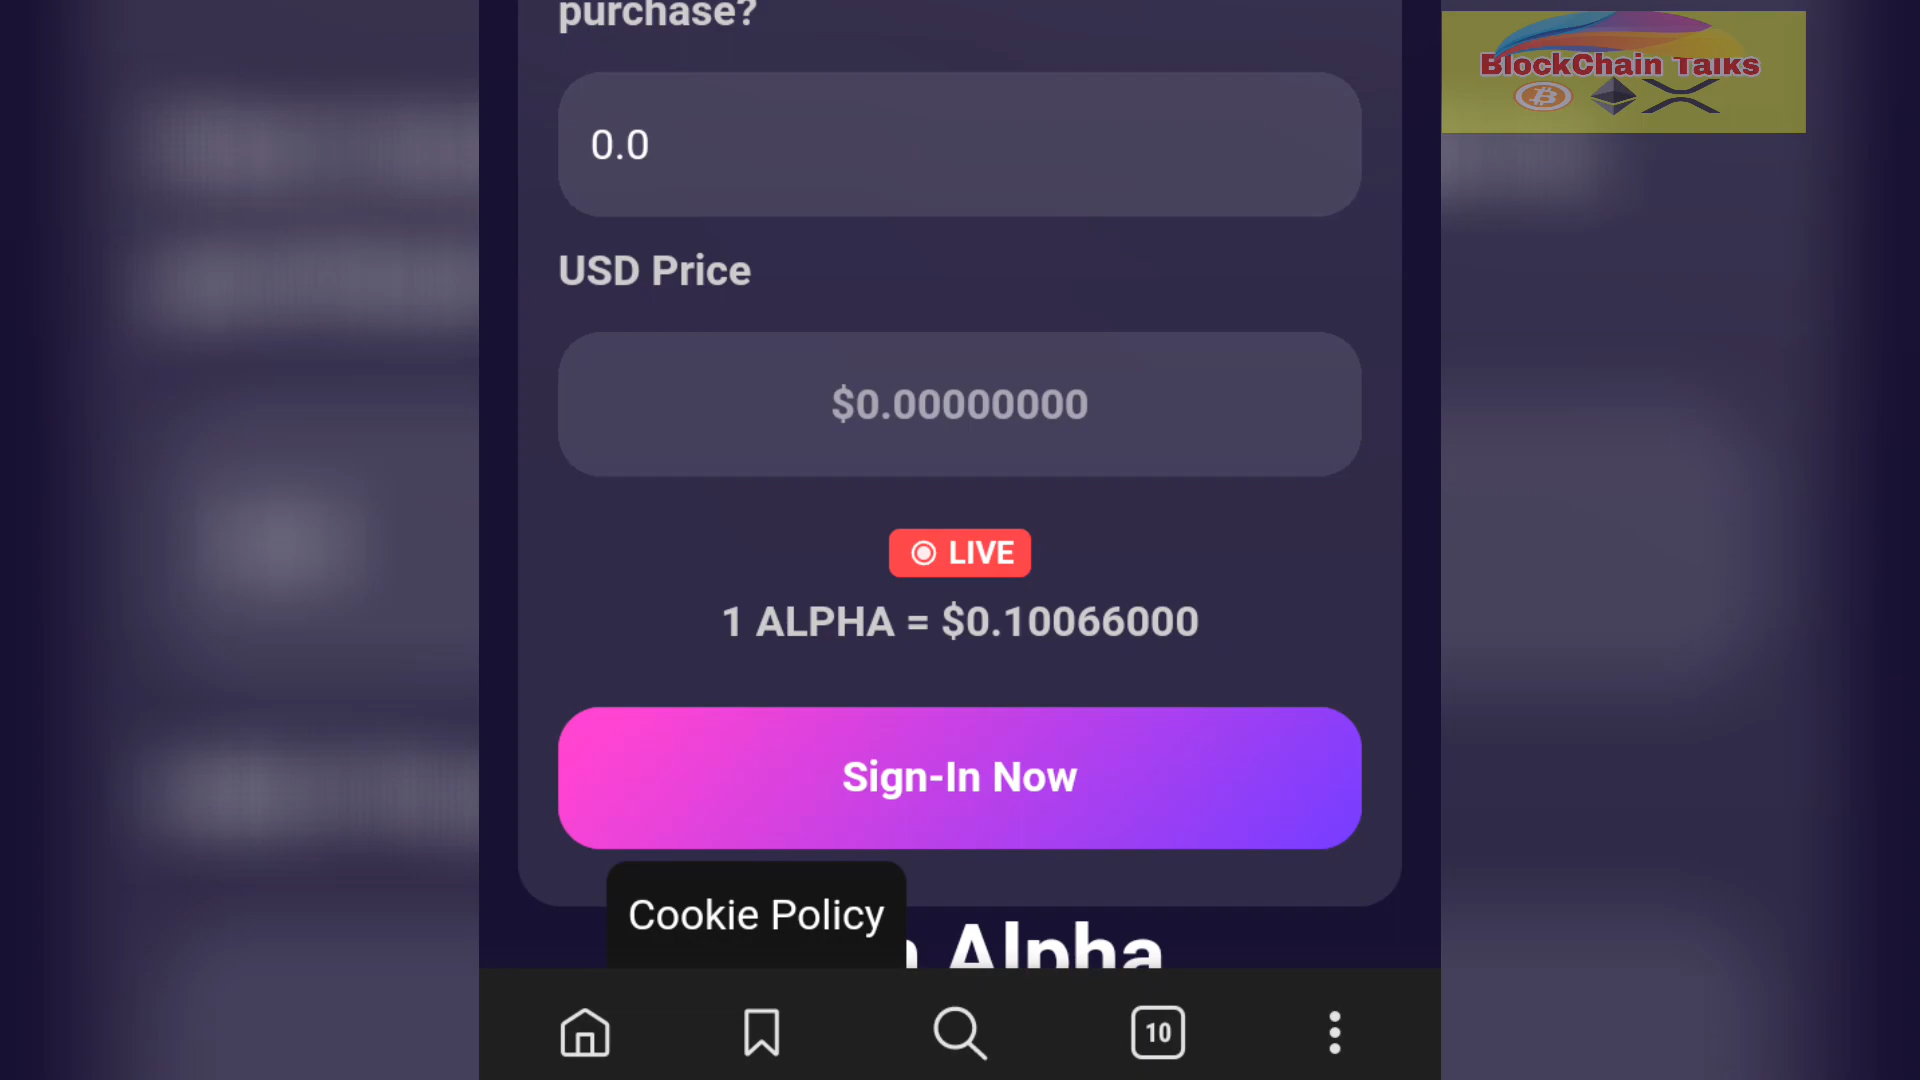 purchase?
BlockChain Talks
0.0
USD Price
$0.00000000
LIVE
1 ALPHA = $0.10066000
Sign-In Now
Cookie Policy
Alpha
10